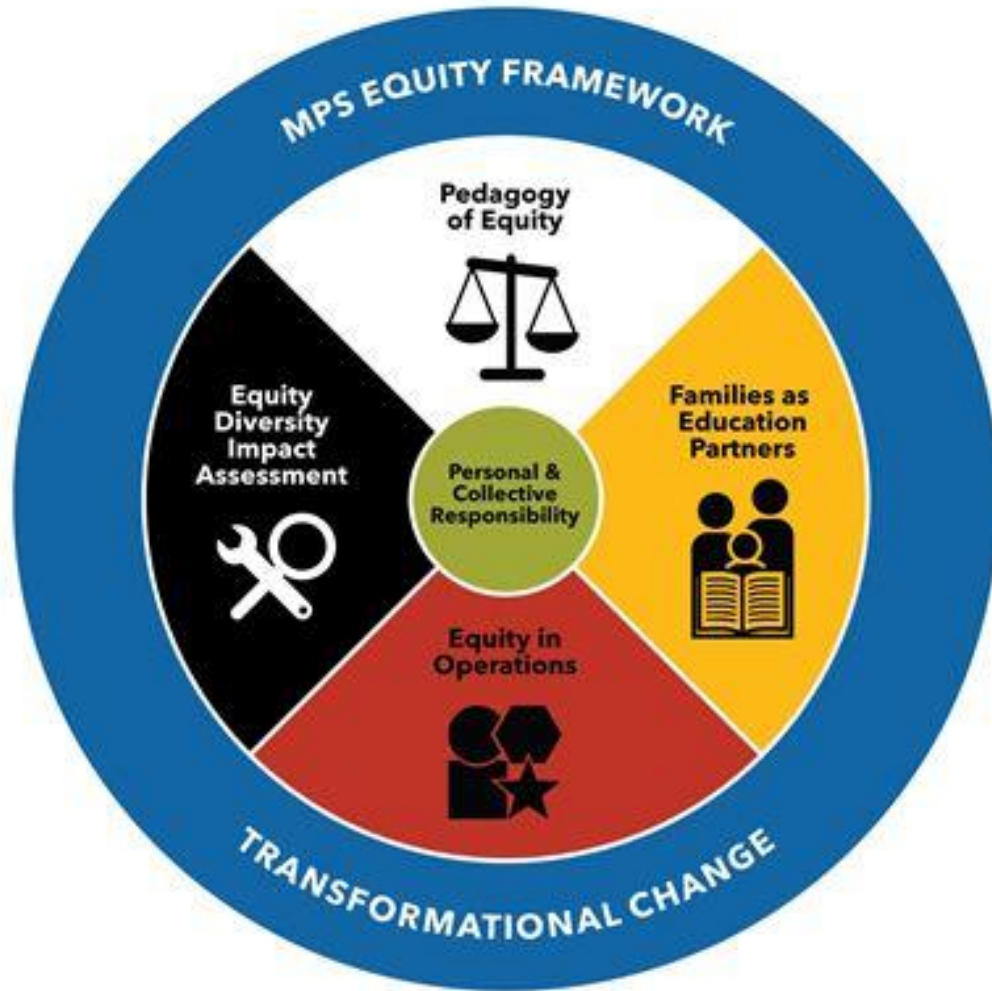 MPS EQUITY FRAMEWORK
Pedagogy
of Equity
Equity
Diversity
Impact
Assessment
Families as
Education
Partners
Personal &
Collective
Responsibility
Equity in
Operations
TRANSFORMATIONAL CHANGE